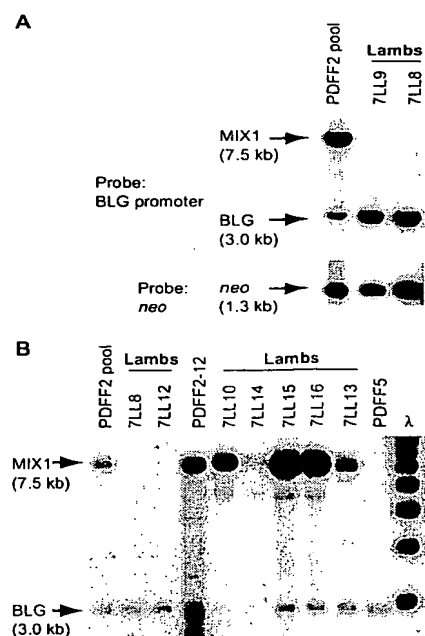 A
PDFF2 pool
Lambs
7LL9
7LL8
MIX1
(7.5 kb)
Probe:
BLG promoter
BLG
(3.0 kb)
Probe:
neo
neo
(1.3 kb)
B
PDFF2 pool
Lambs
7LL8
7LL12
PDFF2-12
Lambs
7LL10
7LL14
7LL15
7LL16
7LL13
PDFF5
λ
MIX1
(7.5 kb)
BLG
(3.0 kb)